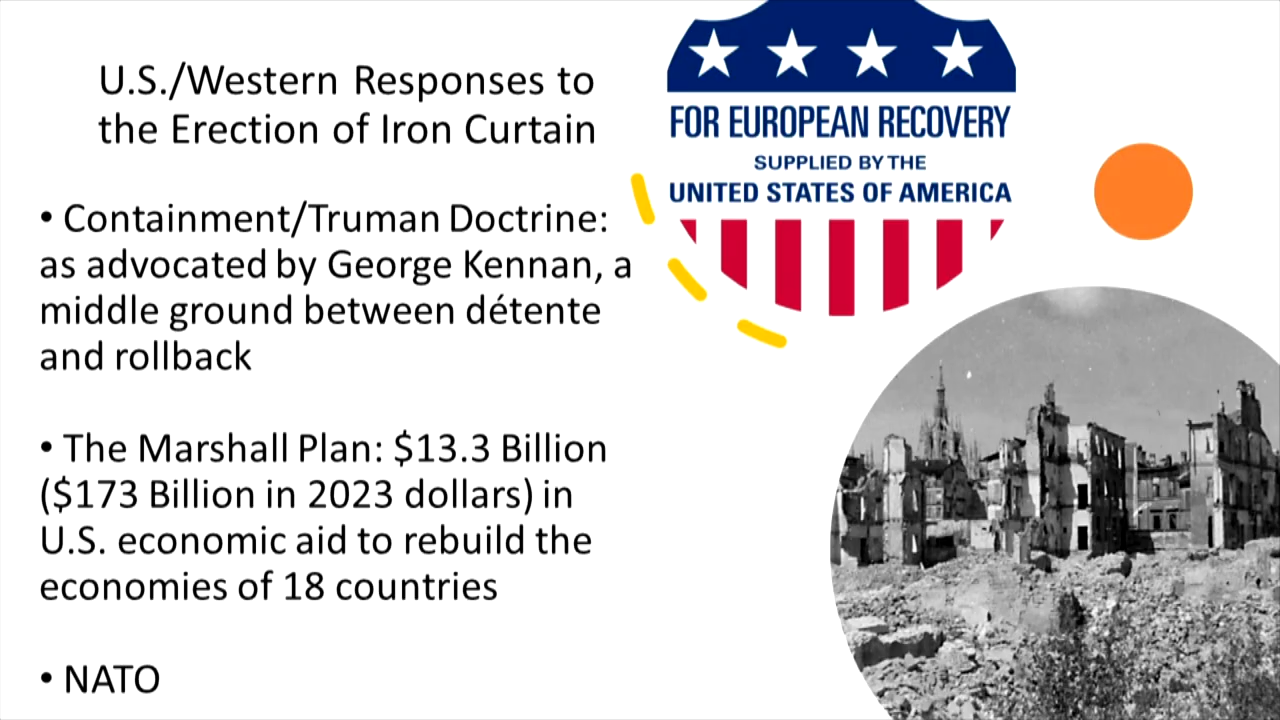 U.S./Western Responses to
the Erection of Iron Curtain
• Containment/Truman Doctrine:
as advocated by George Kennan, a
middle ground between détente
and rollback
• The Marshall Plan: $13.3 Billion
($173 Billion in 2023 dollars) in
U.S. economic aid to rebuild the
economies of 18 countries
• NATO
FOR EUROPEAN RECOVERY
SUPPLIED BY THE
UNITED STATES OF AMERICA